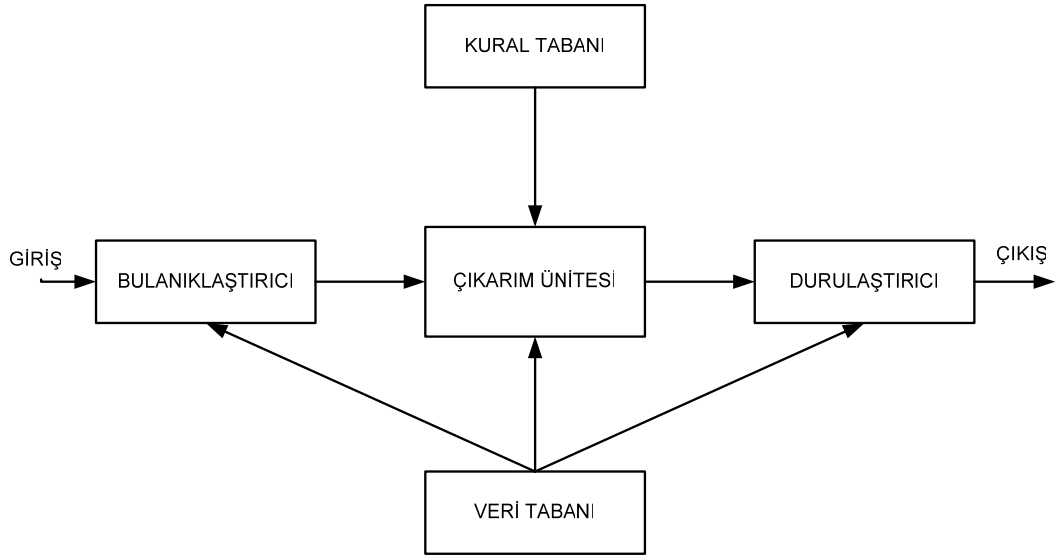 KURAL TABANI
GİRİŞ
BULANIKLAŞTIRICI
ÇIKARIM ÜNİTESİ
DURULAŞTIRICI
ÇIKIŞ
VERİ TABANI